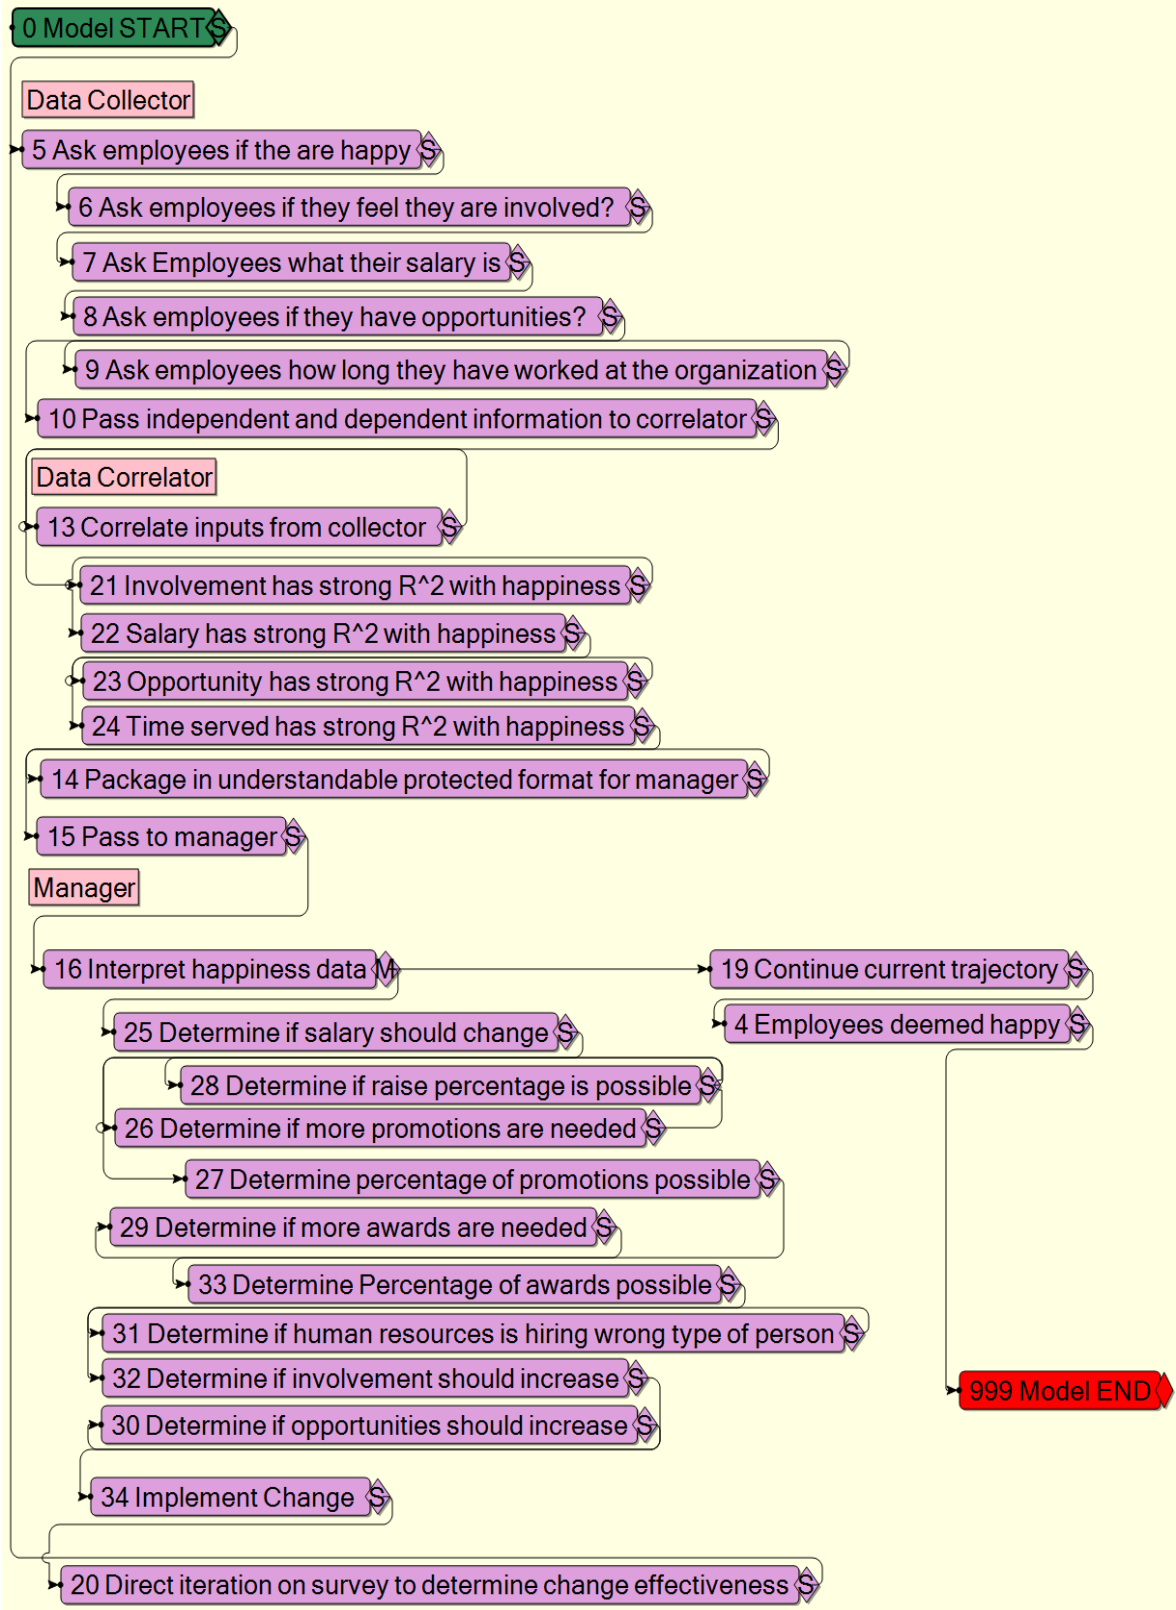 0 Model START S
Data Collector
5 Ask employees if the are happy S
6 Ask employees if they feel they are involved? S
7 Ask Employees what their salary is S
8 Ask employees if they have opportunities? S
9 Ask employees how long they have worked at the organization S
10 Pass independent and dependent information to correlator S
Data Correlator
13 Correlate inputs from collector S
21 Involvement has strong R^2 with happiness S
22 Salary has strong R^2 with happiness S
23 Opportunity has strong R^2 with happiness S
24 Time served has strong R^2 with happiness S
14 Package in understandable protected format for manager S
15 Pass to manager S
Manager
16 Interpret happiness data M
19 Continue current trajectory S
4 Employees deemed happy S
25 Determine if salary should change S
28 Determine if raise percentage is possible S
26 Determine if more promotions are needed S
27 Determine percentage of promotions possible S
29 Determine if more awards are needed S
33 Determine Percentage of awards possible S
31 Determine if human resources is hiring wrong type of person S
32 Determine if involvement should increase S
30 Determine if opportunities should increase S
999 Model END
34 Implement Change S
20 Direct iteration on survey to determine change effectiveness S